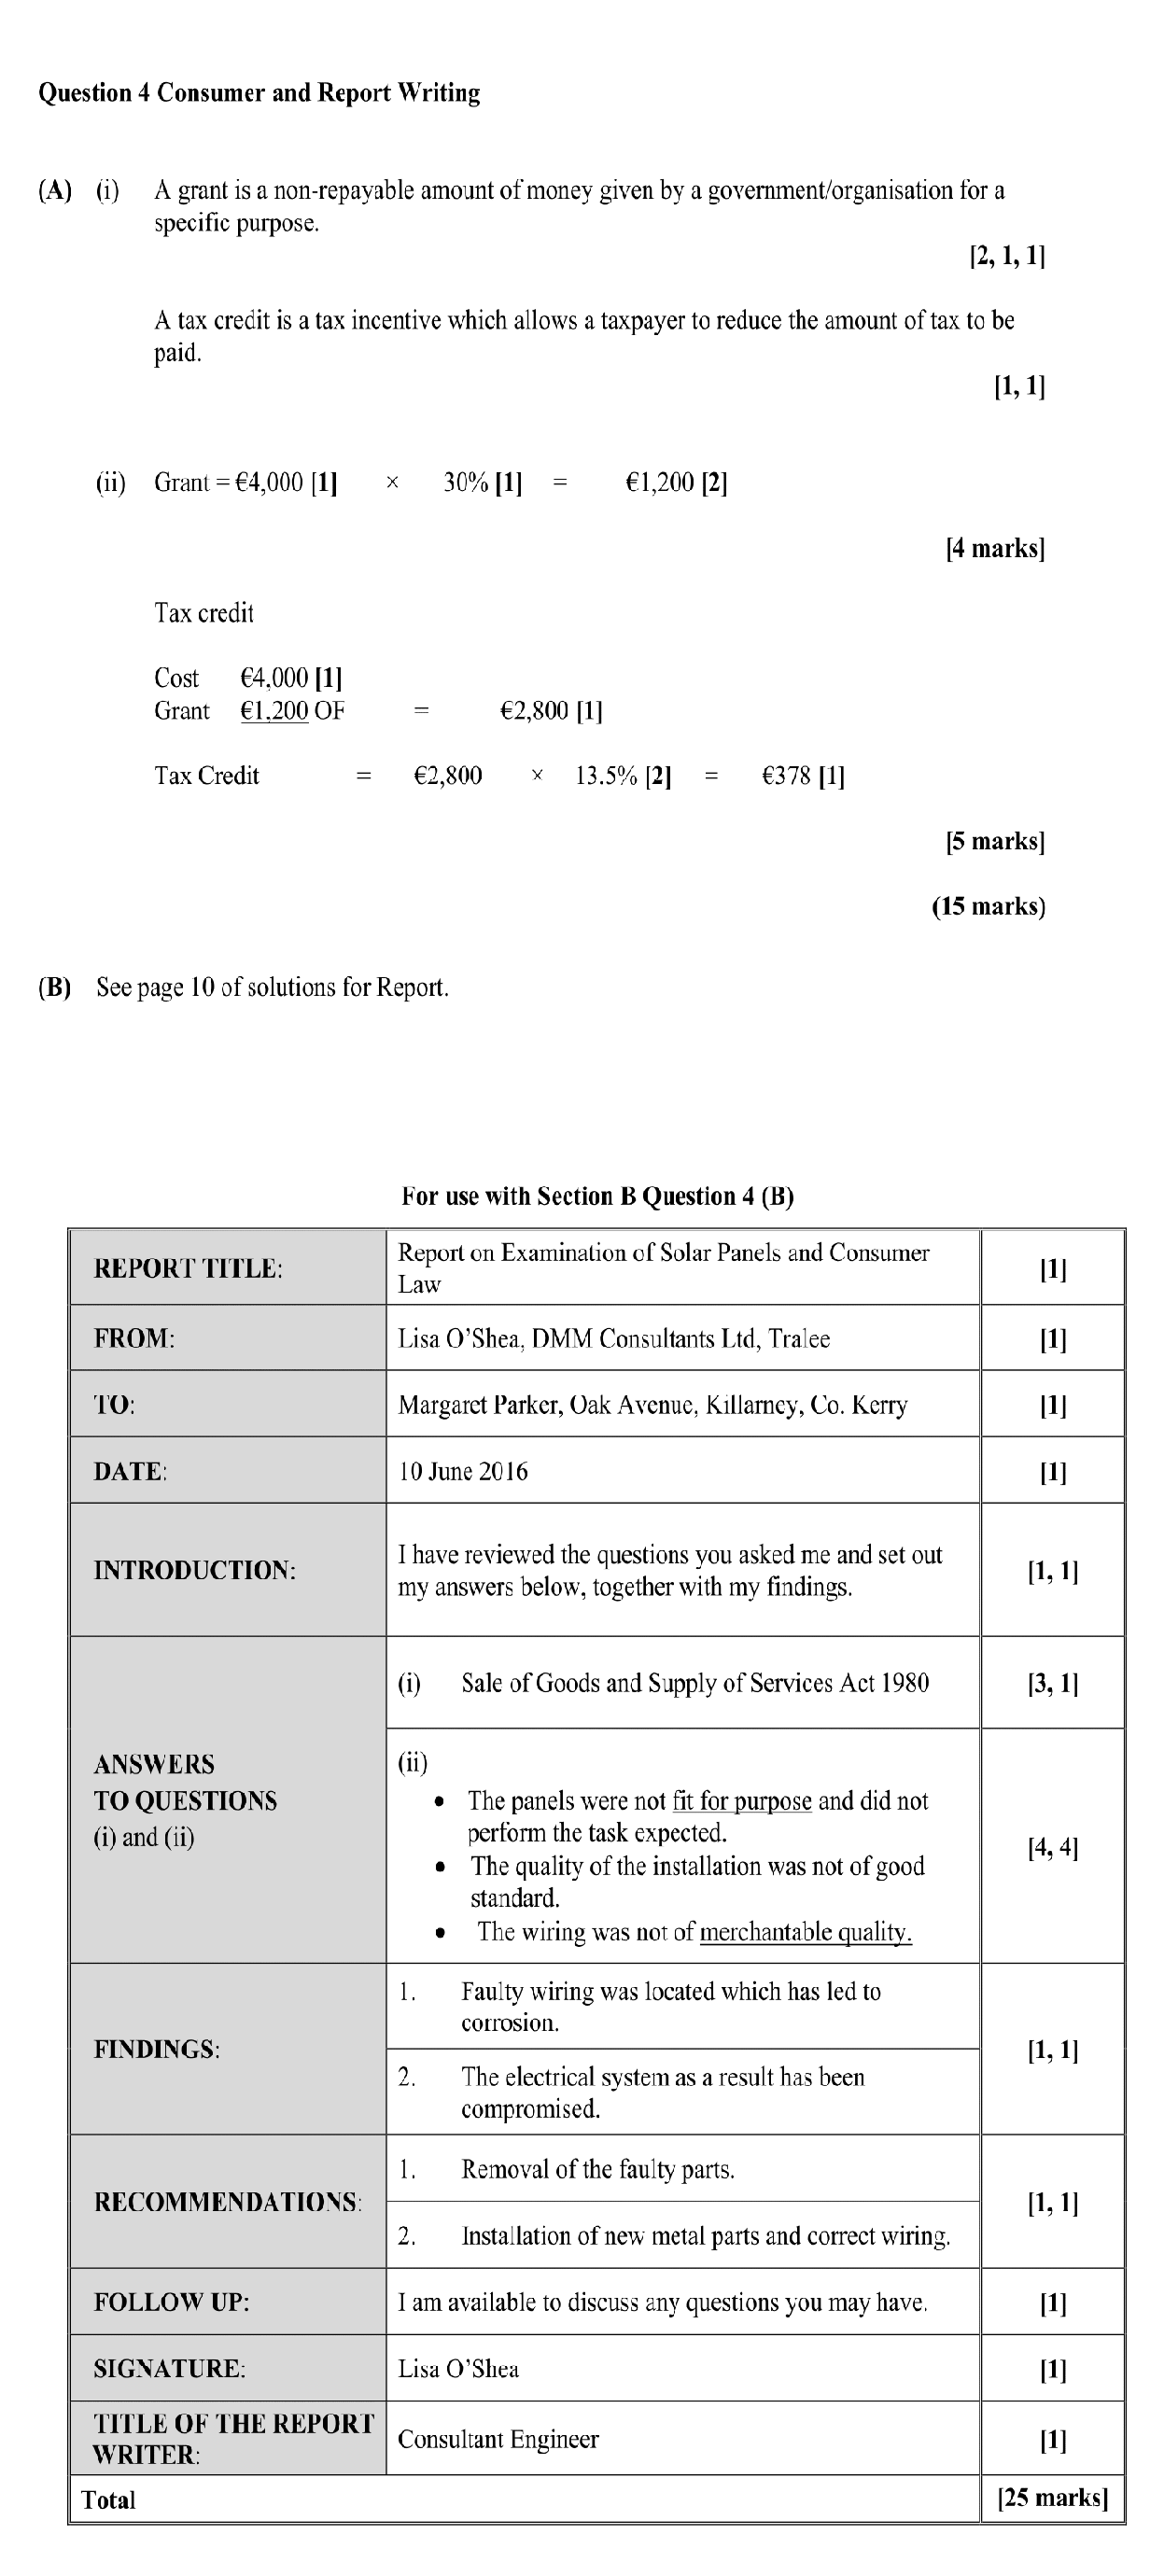 Question 4 Consumer and Report Writing
(A) (i) A grant is a non-repayable amount of money given by a government/organisation for a
specific purpose.
[2, 1, 1]
A tax credit is a tax incentive which allows a taxpayer to reduce the amount of tax to be
paid.
[1, 1]
(ii) Grant = €4,000 [1] × 30% [1] = €1,200 [2]
[4 marks]
Tax credit
Cost €4,000 [1]
Grant €1,200 OF = €2,800 [1]
Tax Credit = €2,800 × 13.5% [2] = €378 [1]
[5 marks]
(15 marks)
(B) See page 10 of solutions for Report.
For use with Section B Question 4 (B)
REPORT TITLE: Report on Examination of Solar Panels and Consumer
Law [1]
FROM: Lisa O’Shea, DMM Consultants Ltd, Tralee [1]
TO: Margaret Parker, Oak Avenue, Killarney, Co. Kerry [1]
DATE: 10 June 2016 [1]
INTRODUCTION: I have reviewed the questions you asked me and set out
my answers below, together with my findings. [1, 1]
ANSWERS
TO QUESTIONS
(i) and (ii)
(i) Sale of Goods and Supply of Services Act 1980 [3, 1]
(ii)
• The panels were not fit for purpose and did not
perform the task expected.
• The quality of the installation was not of good
standard.
• The wiring was not of merchantable quality.
[4, 4]
FINDINGS:
1. Faulty wiring was located which has led to
corrosion.
2. The electrical system as a result has been
compromised.
[1, 1]
RECOMMENDATIONS:
1. Removal of the faulty parts.
2. Installation of new metal parts and correct wiring.
[1, 1]
FOLLOW UP: I am available to discuss any questions you may have. [1]
SIGNATURE: Lisa O’Shea [1]
TITLE OF THE REPORT
WRITER: Consultant Engineer [1]
Total [25 marks]